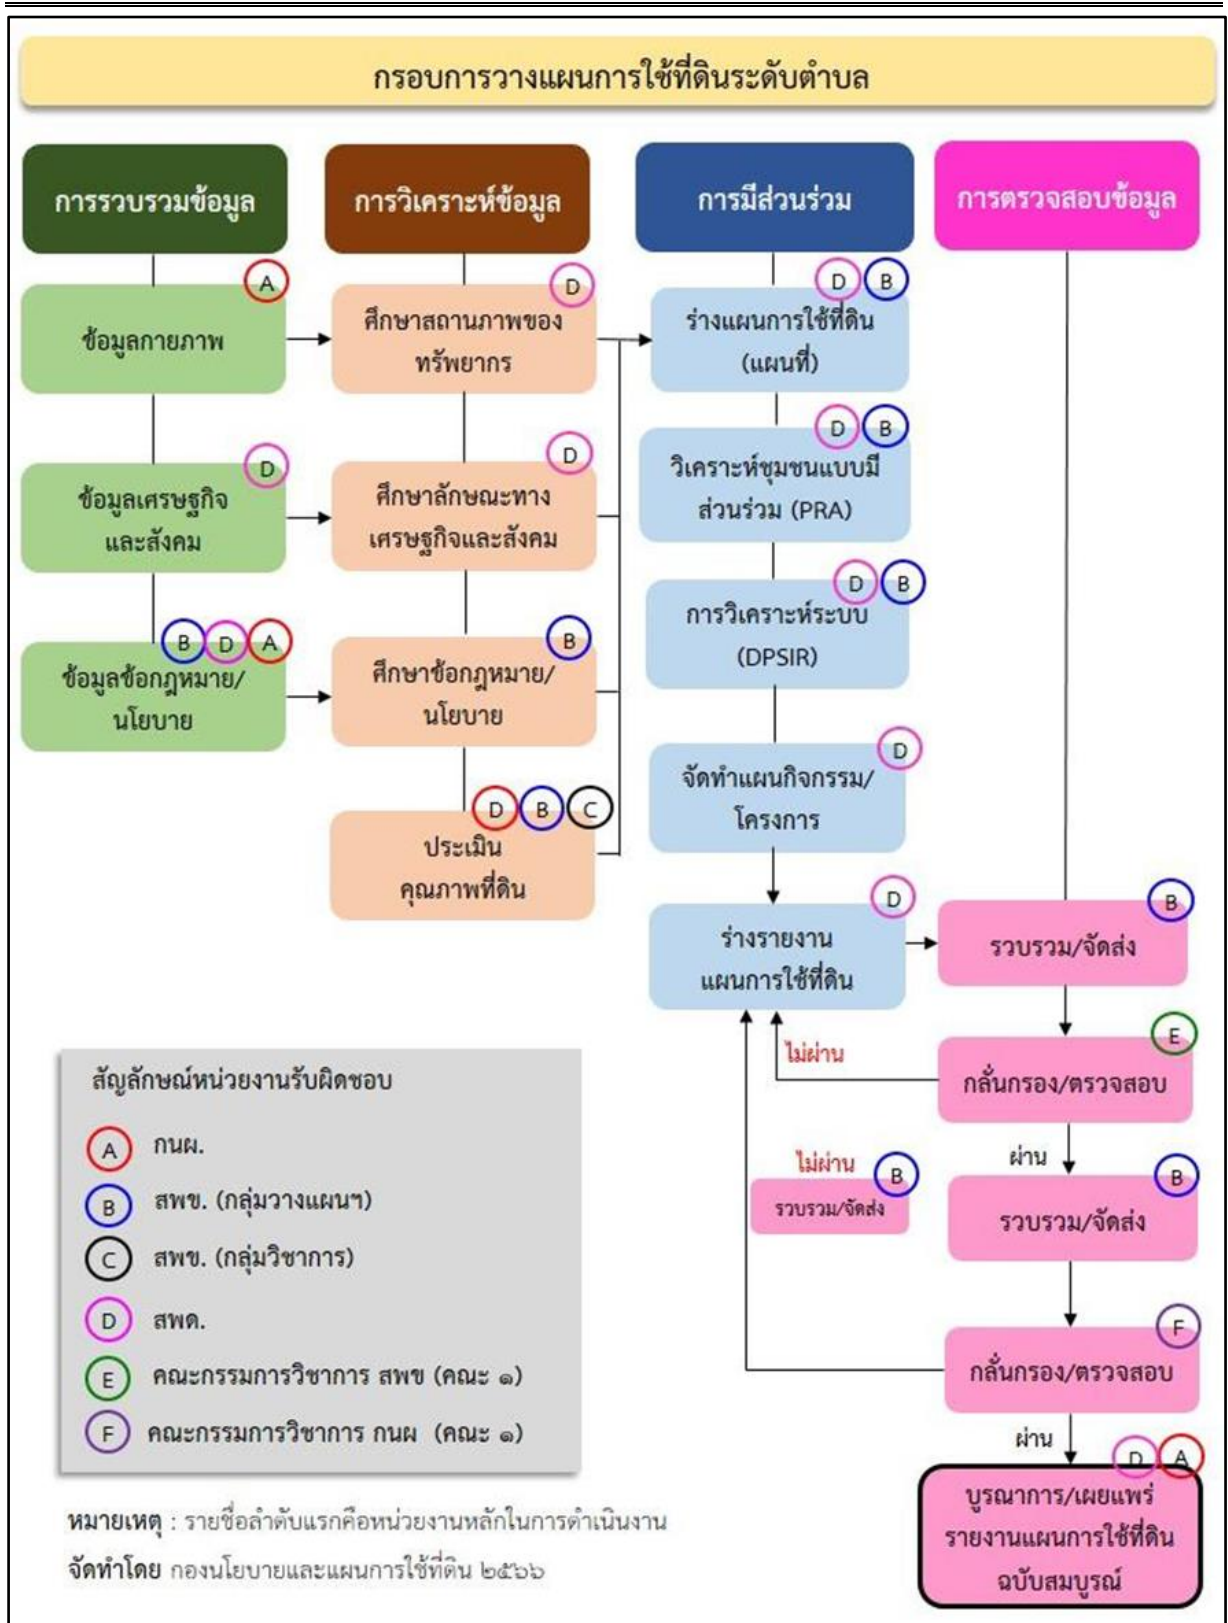 กรอบการวางแผนการใช้ที่ดินระดับตำบล
การรวบรวมข้อมูล
A
ข้อมูลกายภาพ
D
ข้อมูลเศรษฐกิจ
และสังคม
B D A
ข้อมูลข้อกฎหมาย/
นโยบาย
การวิเคราะห์ข้อมูล
D
ศึกษาสถานภาพของ
ทรัพยากร
D
ศึกษาลักษณะทาง
เศรษฐกิจและสังคม
B
ศึกษาข้อกฎหมาย/
นโยบาย
D B C
ประเมิน
คุณภาพที่ดิน
การมีส่วนร่วม
D B
ร่างแผนการใช้ที่ดิน
(แผนที่)
D B
วิเคราะห์ชุมชนแบบมี
ส่วนร่วม (PRA)
D B
การวิเคราะห์ระบบ
(DPSIR)
D
จัดทำแผนกิจกรรม/
โครงการ
D
ร่างรายงาน
แผนการใช้ที่ดิน
การตรวจสอบข้อมูล
B
รวบรวม/จัดส่ง
E
กลั่นกรอง/ตรวจสอบ
ไม่ผ่าน
ผ่าน
B
รวบรวม/จัดส่ง
ไม่ผ่าน
B
รวบรวม/จัดส่ง
F
กลั่นกรอง/ตรวจสอบ
ผ่าน
D A
บูรณาการ/เผยแพร่
รายงานแผนการใช้ที่ดิน
ฉบับสมบูรณ์
สัญลักษณ์หน่วยงานรับผิดชอบ
A กนผ.
B สพข. (กลุ่มวางแผนฯ)
C สพข. (กลุ่มวิชาการ)
D สพด.
E คณะกรรมการวิชาการ สพข (คณะ ๑)
F คณะกรรมการวิชาการ กนผ (คณะ ๑)
หมายเหตุ : รายชื่อลำดับแรกคือหน่วยงานหลักในการดำเนินงาน
จัดทำโดย กองนโยบายและแผนการใช้ที่ดิน ๒๕๖๖